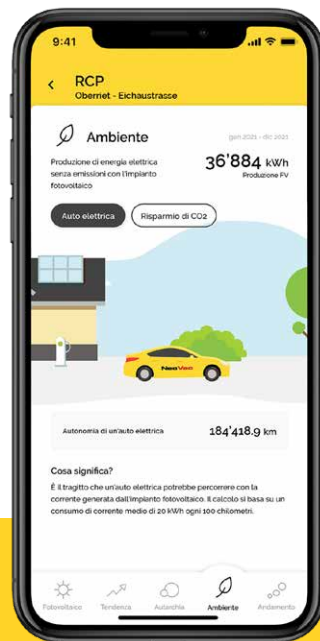 9:41
RCP
Oberriet - Eichaustrasse
Ambiente
gen 2021 - dic 2021
Produzione di energia elettrica
senza emissioni con l'impianto
fotovoltaico
36'884 kWh
Produzione FV
Auto elettrica
Risparmio di CO2
NeoVac
Autonomia di un'auto elettrica
184'418.9 km
Cosa significa?
È il tragitto che un'auto elettrica potrebbe percorrere con la
corrente generata dall'impianto fotovoltaico. Il calcolo si basa su un
consumo di corrente medio di 20 kWh ogni 100 chilometri.
Fotovoltaico
Tendenza
Autarchia
Ambiente
Andamento